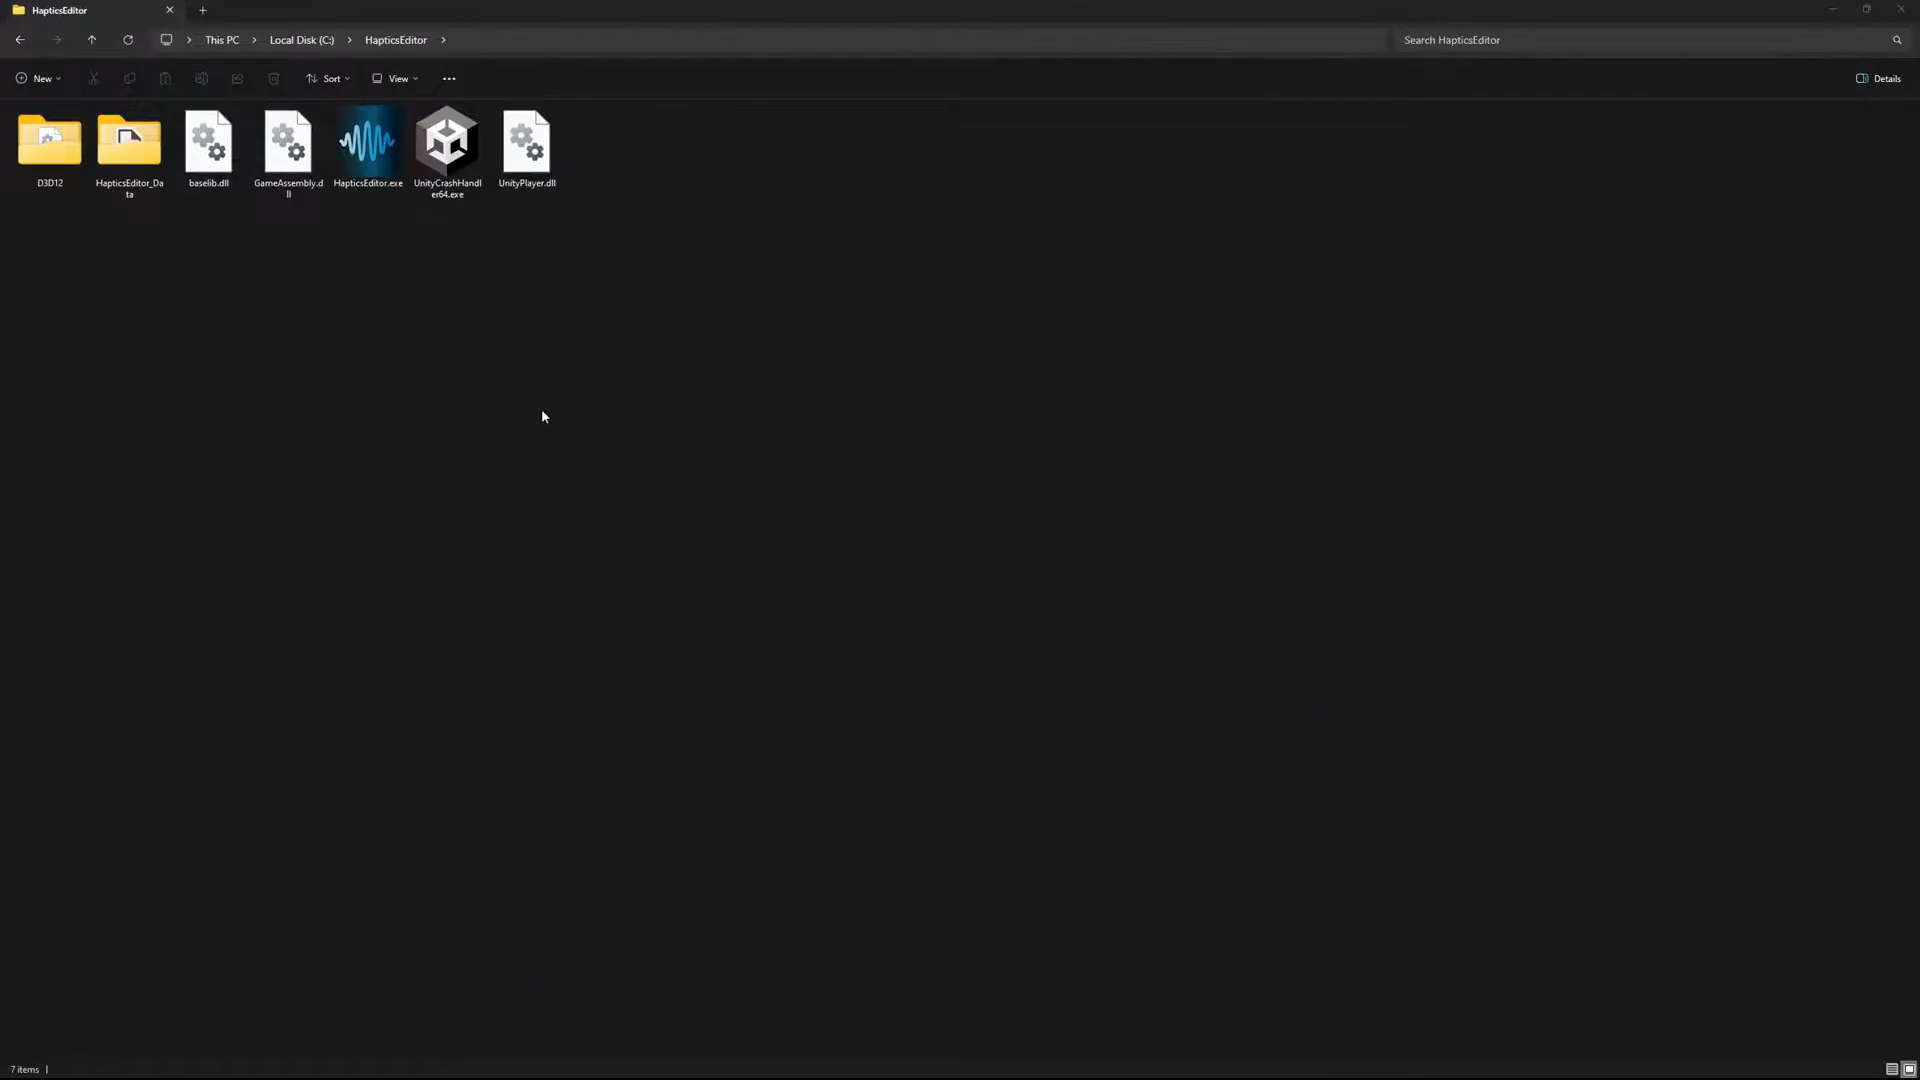 HapticsEditor
This PC
Local Disk (C:)
HapticsEditor
Search HapticsEditor
New
Sort
View
Details
D3D12
HapticsEditor_Da
ta
baselib.dll
GameAssembly.d
ll
HapticsEditor.exe
UnityCrashHandl
er64.exe
UnityPlayer.dll
7 items